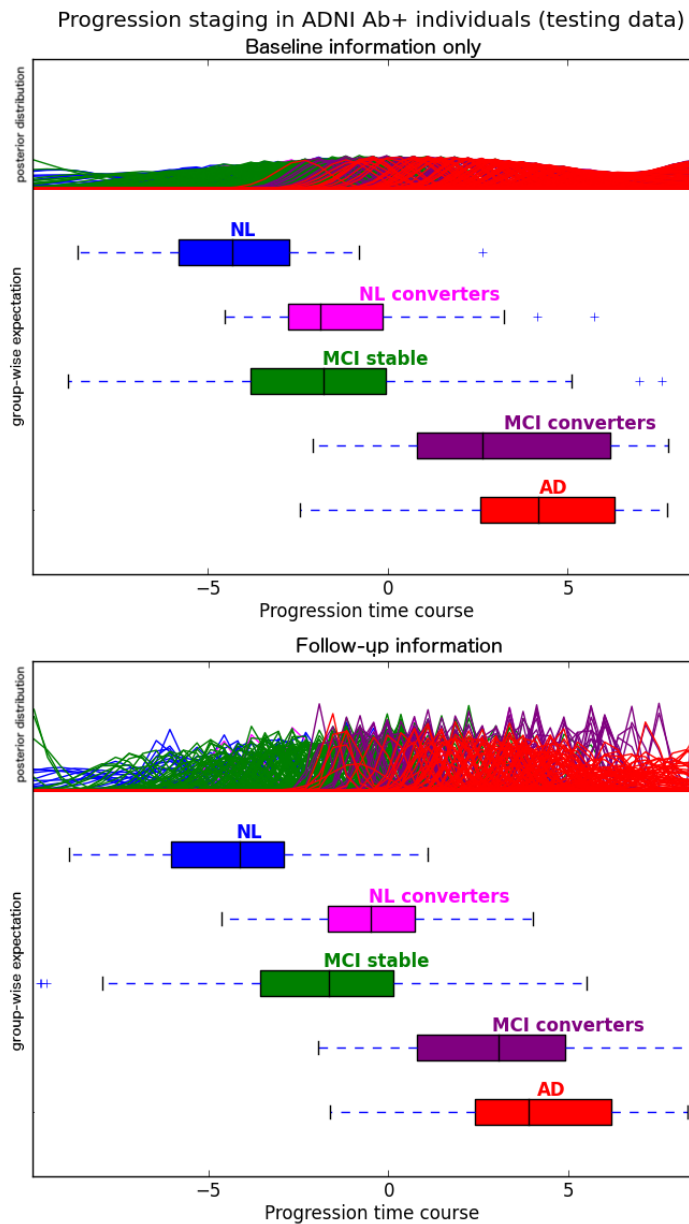 Progression staging in ADNI Ab+ individuals (testing data)
Baseline information only
posterior distribution
group-wise expectation
NL
NL converters
MCI stable
MCI converters
AD
−5 0 5
Progression time course
Follow-up information
posterior distribution
group-wise expectation
NL
NL converters
MCI stable
MCI converters
AD
−5 0 5
Progression time course